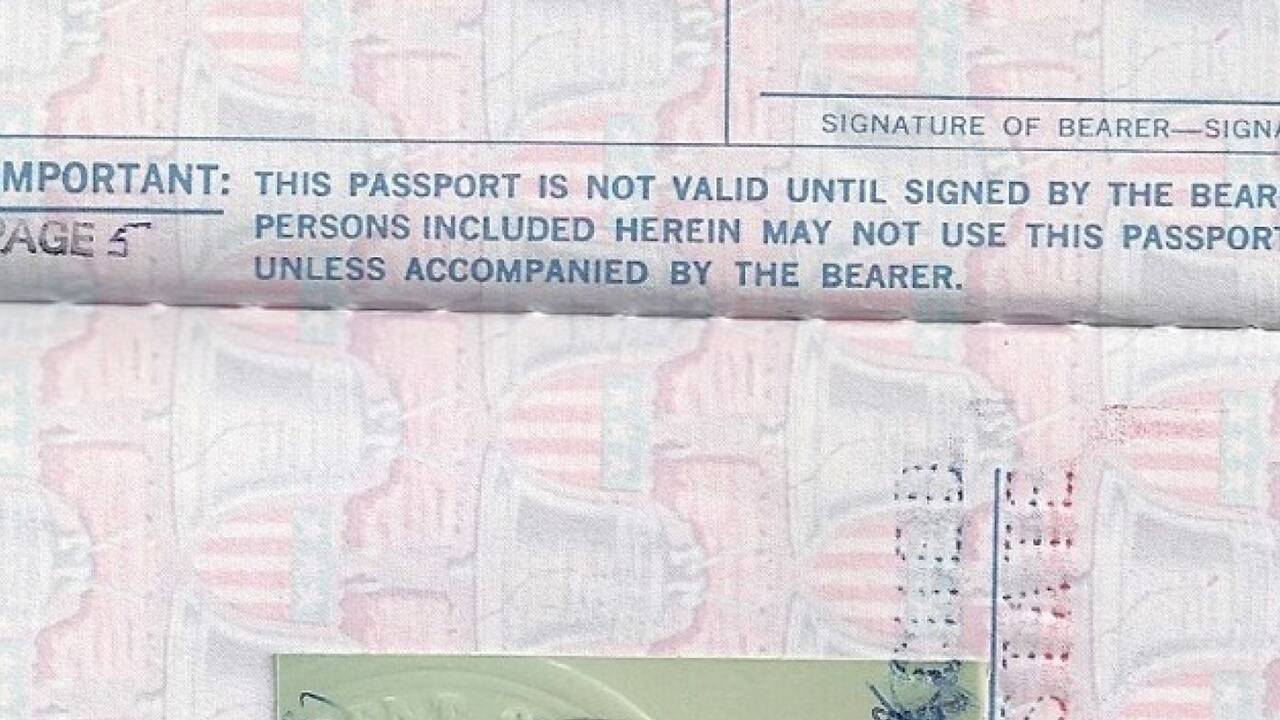 SIGNATURE OF BEARER—SIGNA
MPORTANT: THIS PASSPORT IS NOT VALID UNTIL SIGNED BY THE BEAR
PAGE 5 PERSONS INCLUDED HEREIN MAY NOT USE THIS PASSPORT
UNLESS ACCOMPANIED BY THE BEARER.